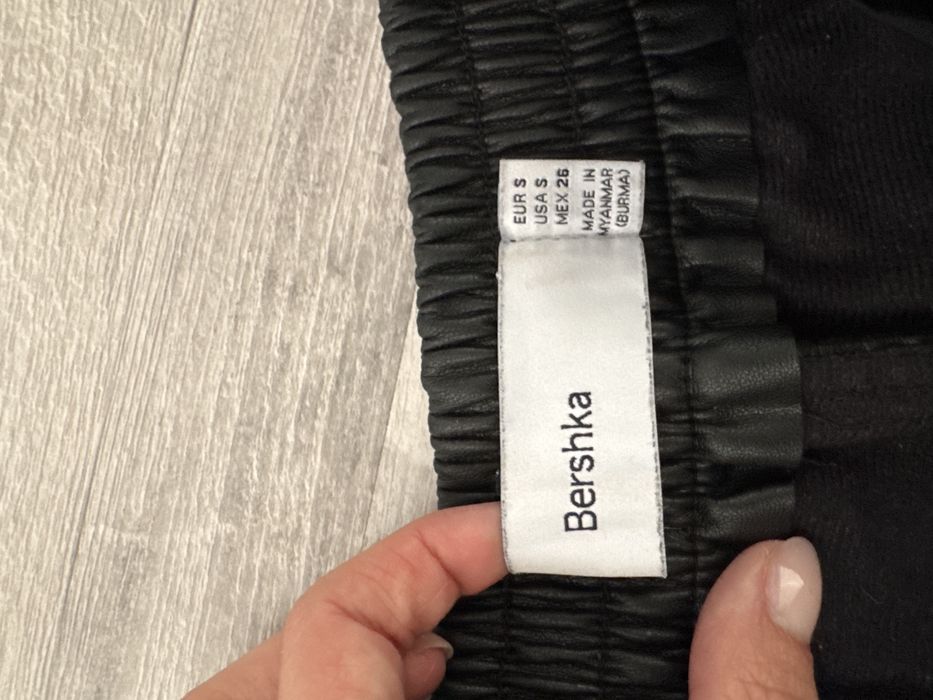 EUR S
USA S
MEX 26
MADE IN
MYANMAR
(BURMA)
Bershka